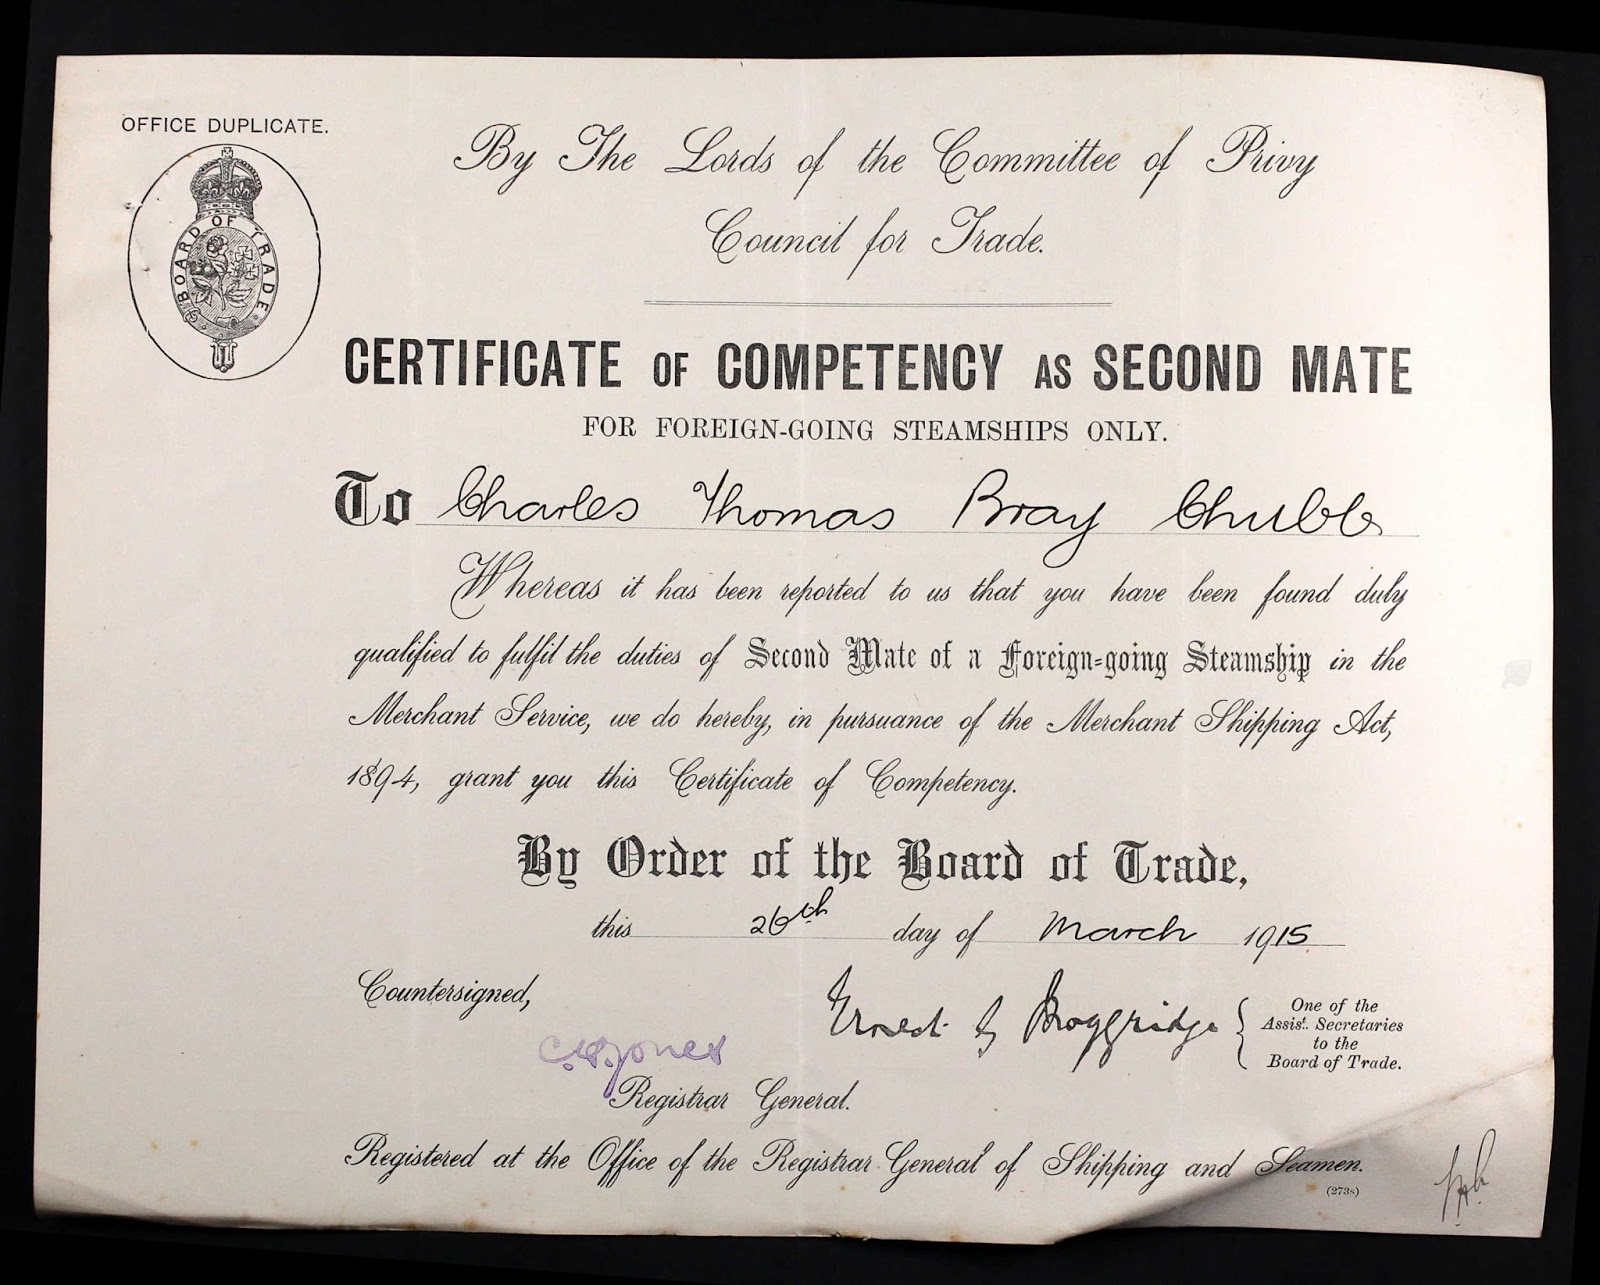 OFFICE DUPLICATE.
BOARD OF TRADE
By The Lords of the Committee of Privy
Council for Trade.
CERTIFICATE OF COMPETENCY AS SECOND MATE
FOR FOREIGN-GOING STEAMSHIPS ONLY.
To Charles Thomas Bray Chubb
Whereas it has been reported to us that you have been found duly
qualified to fulfil the duties of Second Mate of a Foreign-going Steamship in the
Merchant Service, we do hereby, in pursuance of the Merchant Shipping Act,
1894, grant you this Certificate of Competency.
By Order of the Board of Trade,
this 26th day of March 1915
Countersigned,
Ernest G Moggridge
One of the
Assist. Secretaries
to the
Board of Trade.
C. Jones
Registrar General.
Registered at the Office of the Registrar General of Shipping and Seamen.
(273s)